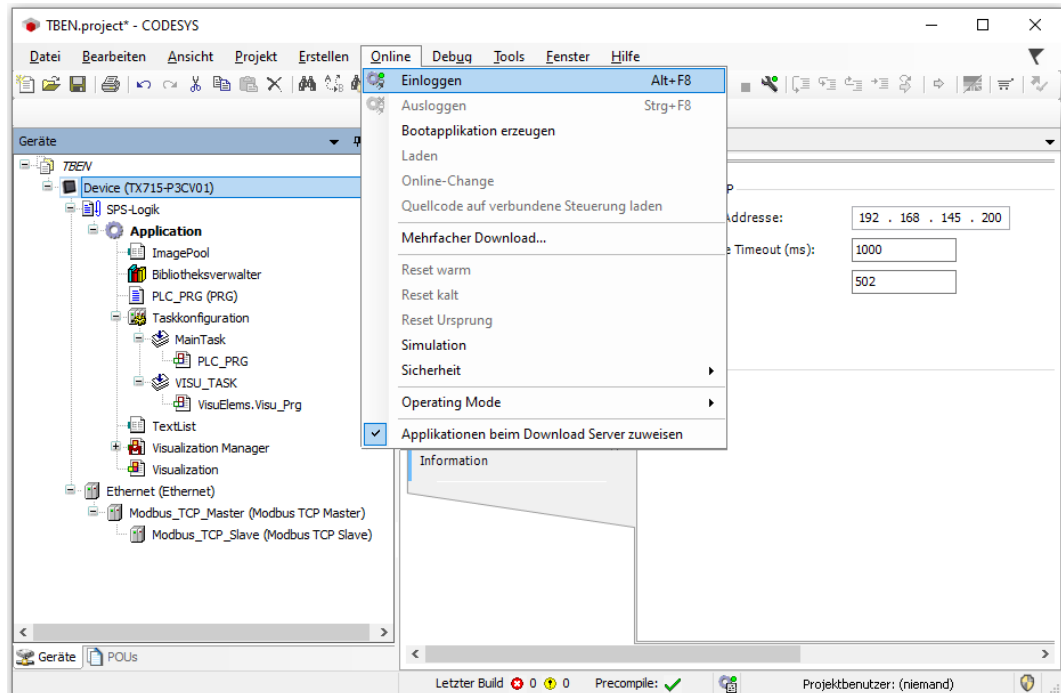 TBEN.project* - CODESYS
Datei Bearbeiten Ansicht Projekt Erstellen Online Debug Tools Fenster Hilfe
Einloggen Alt+F8
Ausloggen Strg+F8
Bootapplikation erzeugen
Laden
Online-Change
Quellcode auf verbundene Steuerung laden
Mehrfacher Download...
Reset warm
Reset kalt
Reset Ursprung
Simulation
Sicherheit
Operating Mode
Applikationen beim Download Server zuweisen
Geräte
TBEN
Device (TX715-P3CV01)
SPS-Logik
Application
ImagePool
Bibliotheksverwalter
PLC_PRG (PRG)
Taskkonfiguration
MainTask
PLC_PRG
VISU_TASK
VisuElems.Visu_Prg
TextList
Visualization Manager
Visualization
Ethernet (Ethernet)
Modbus_TCP_Master (Modbus TCP Master)
Modbus_TCP_Slave (Modbus TCP Slave)
Addresse: 192 . 168 . 145 . 200
Timeout (ms): 1000
502
Information
Geräte POUs
Letzter Build 0 0 Precompile: Projektbenutzer: (niemand)